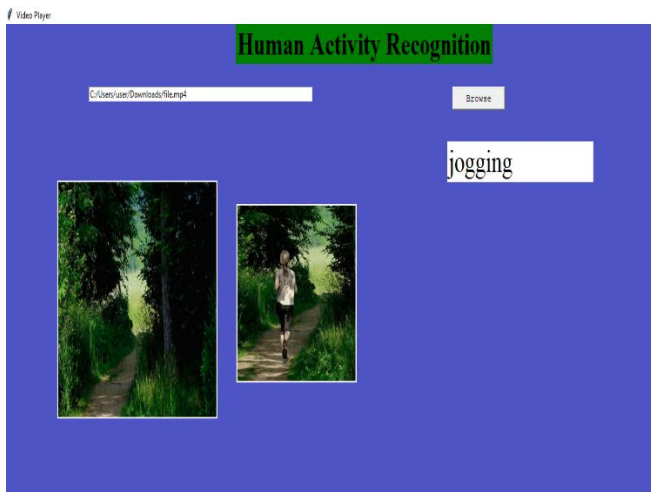 Video Player
Human Activity Recognition
C:/Users/user/Downloads/file.mp4
Browse
jogging